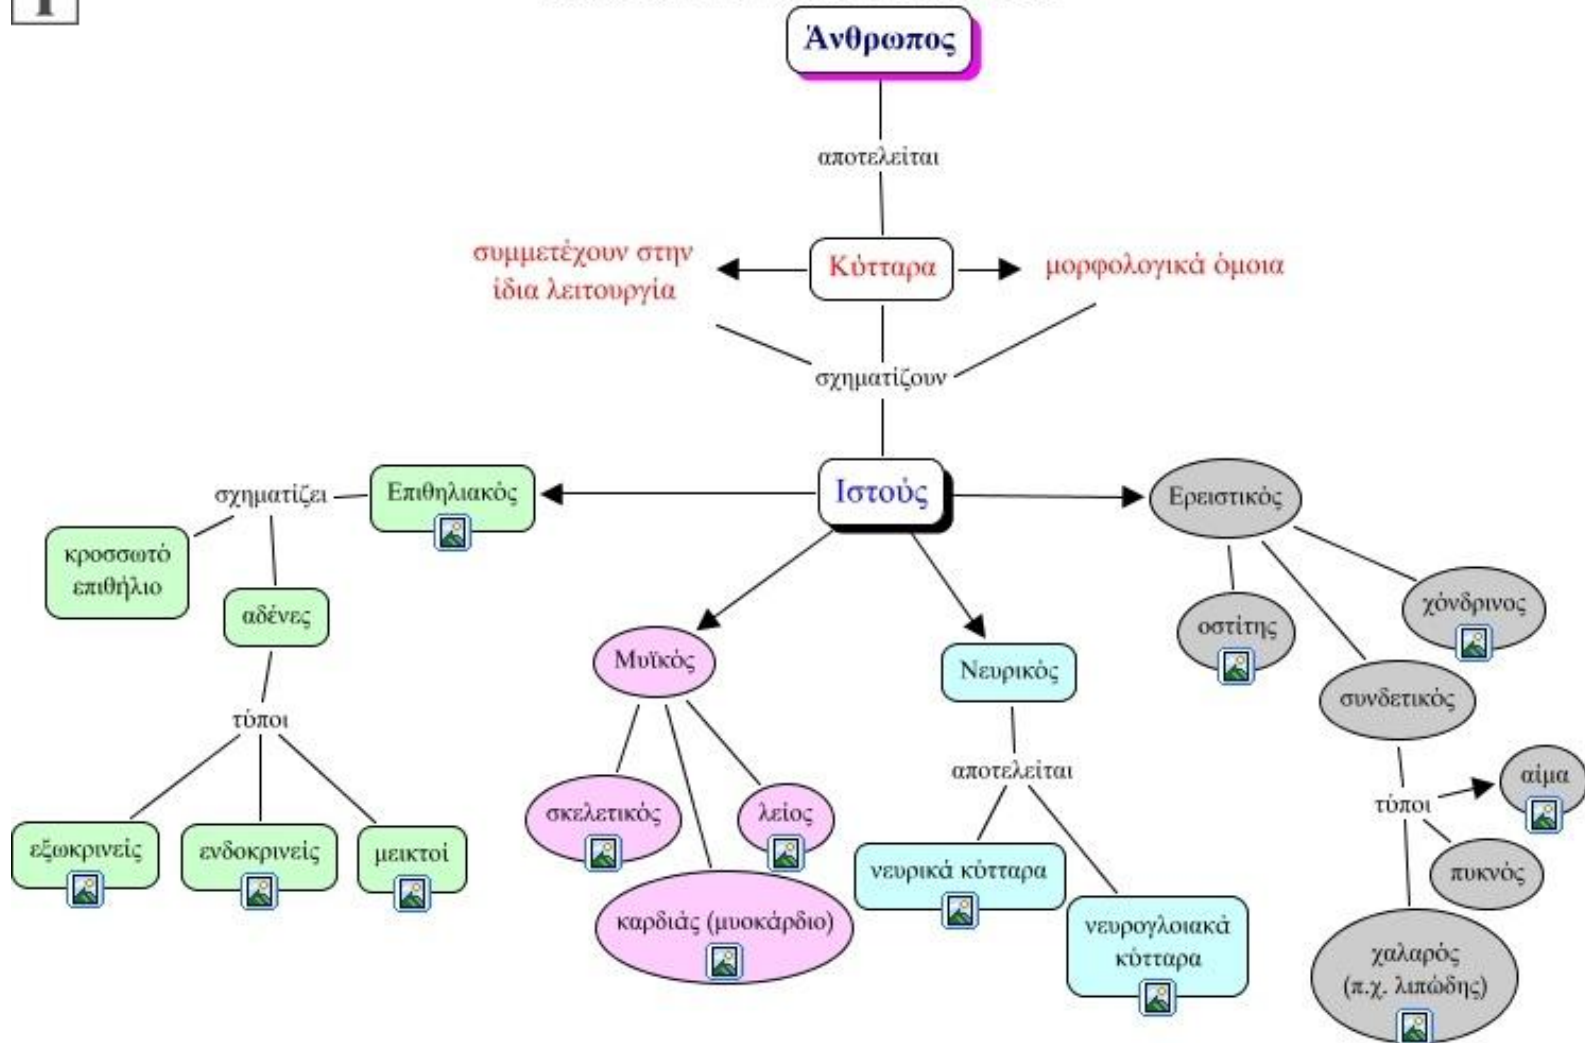 Άνθρωπος
αποτελείται
συμμετέχουν στην
ίδια λειτουργία
Κύτταρα
μορφολογικά όμοια
σχηματίζουν
Ιστούς
Επιθηλιακός
σχηματίζει
κροσσωτό
επιθήλιο
αδένες
τύποι
εξωκρινείς
ενδοκρινείς
μεικτοί
Μυϊκός
σκελετικός
λείος
καρδιάς (μυοκάρδιο)
Νευρικός
αποτελείται
νευρικά κύτταρα
νευρογλοιακά
κύτταρα
Ερειστικός
οστίτης
χόνδρινος
συνδετικός
τύποι
αίμα
πυκνός
χαλαρός
(π.χ. λιπώδης)